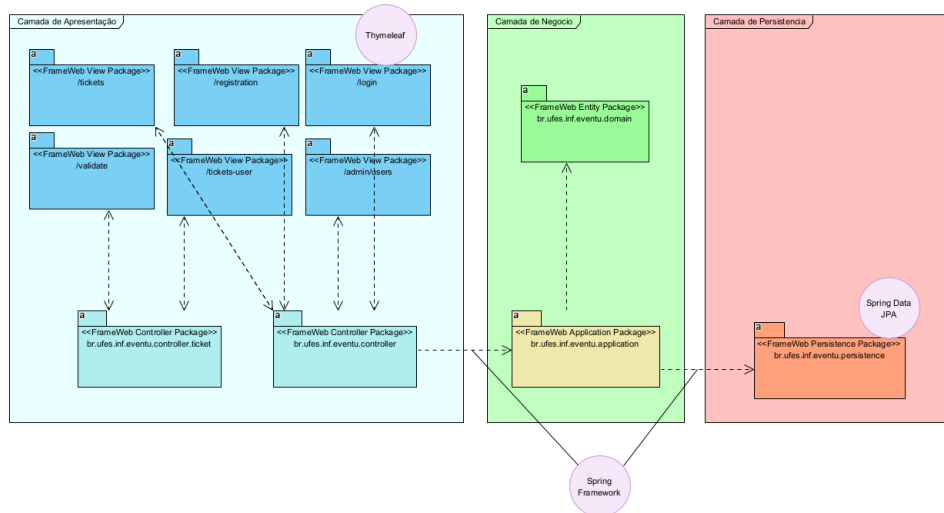 Camada de Apresentação
Thymeleaf
a
<<FrameWeb View Package>>
/tickets
a
<<FrameWeb View Package>>
/registration
a
<<FrameWeb View Package>>
/login
a
<<FrameWeb View Package>>
/validate
a
<<FrameWeb View Package>>
/tickets-user
a
<<FrameWeb View Package>>
/admin/users
a
<<FrameWeb Controller Package>>
br.ufes.inf.eventu.controller.ticket
a
<<FrameWeb Controller Package>>
br.ufes.inf.eventu.controller
Camada de Negocio
a
<<FrameWeb Entity Package>>
br.ufes.inf.eventu.domain
a
<<FrameWeb Application Package>>
br.ufes.inf.eventu.application
Camada de Persistencia
Spring Data
JPA
a
<<FrameWeb Persistence Package>>
br.ufes.inf.eventu.persistence
Spring
Framework